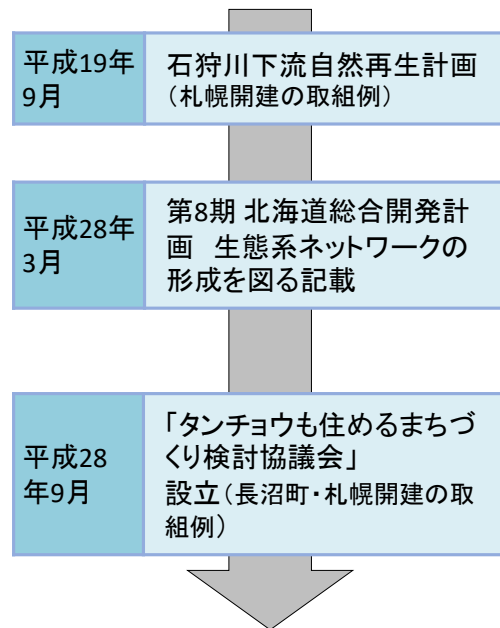 平成19年
9月
石狩川下流自然再生計画
（札幌開建の取組例）
平成28年
3月
第8期 北海道総合開発計
画　生態系ネットワークの
形成を図る記載
平成28
年9月
「タンチョウも住めるまちづ
くり検討協議会」
設立（長沼町・札幌開建の取
組例）